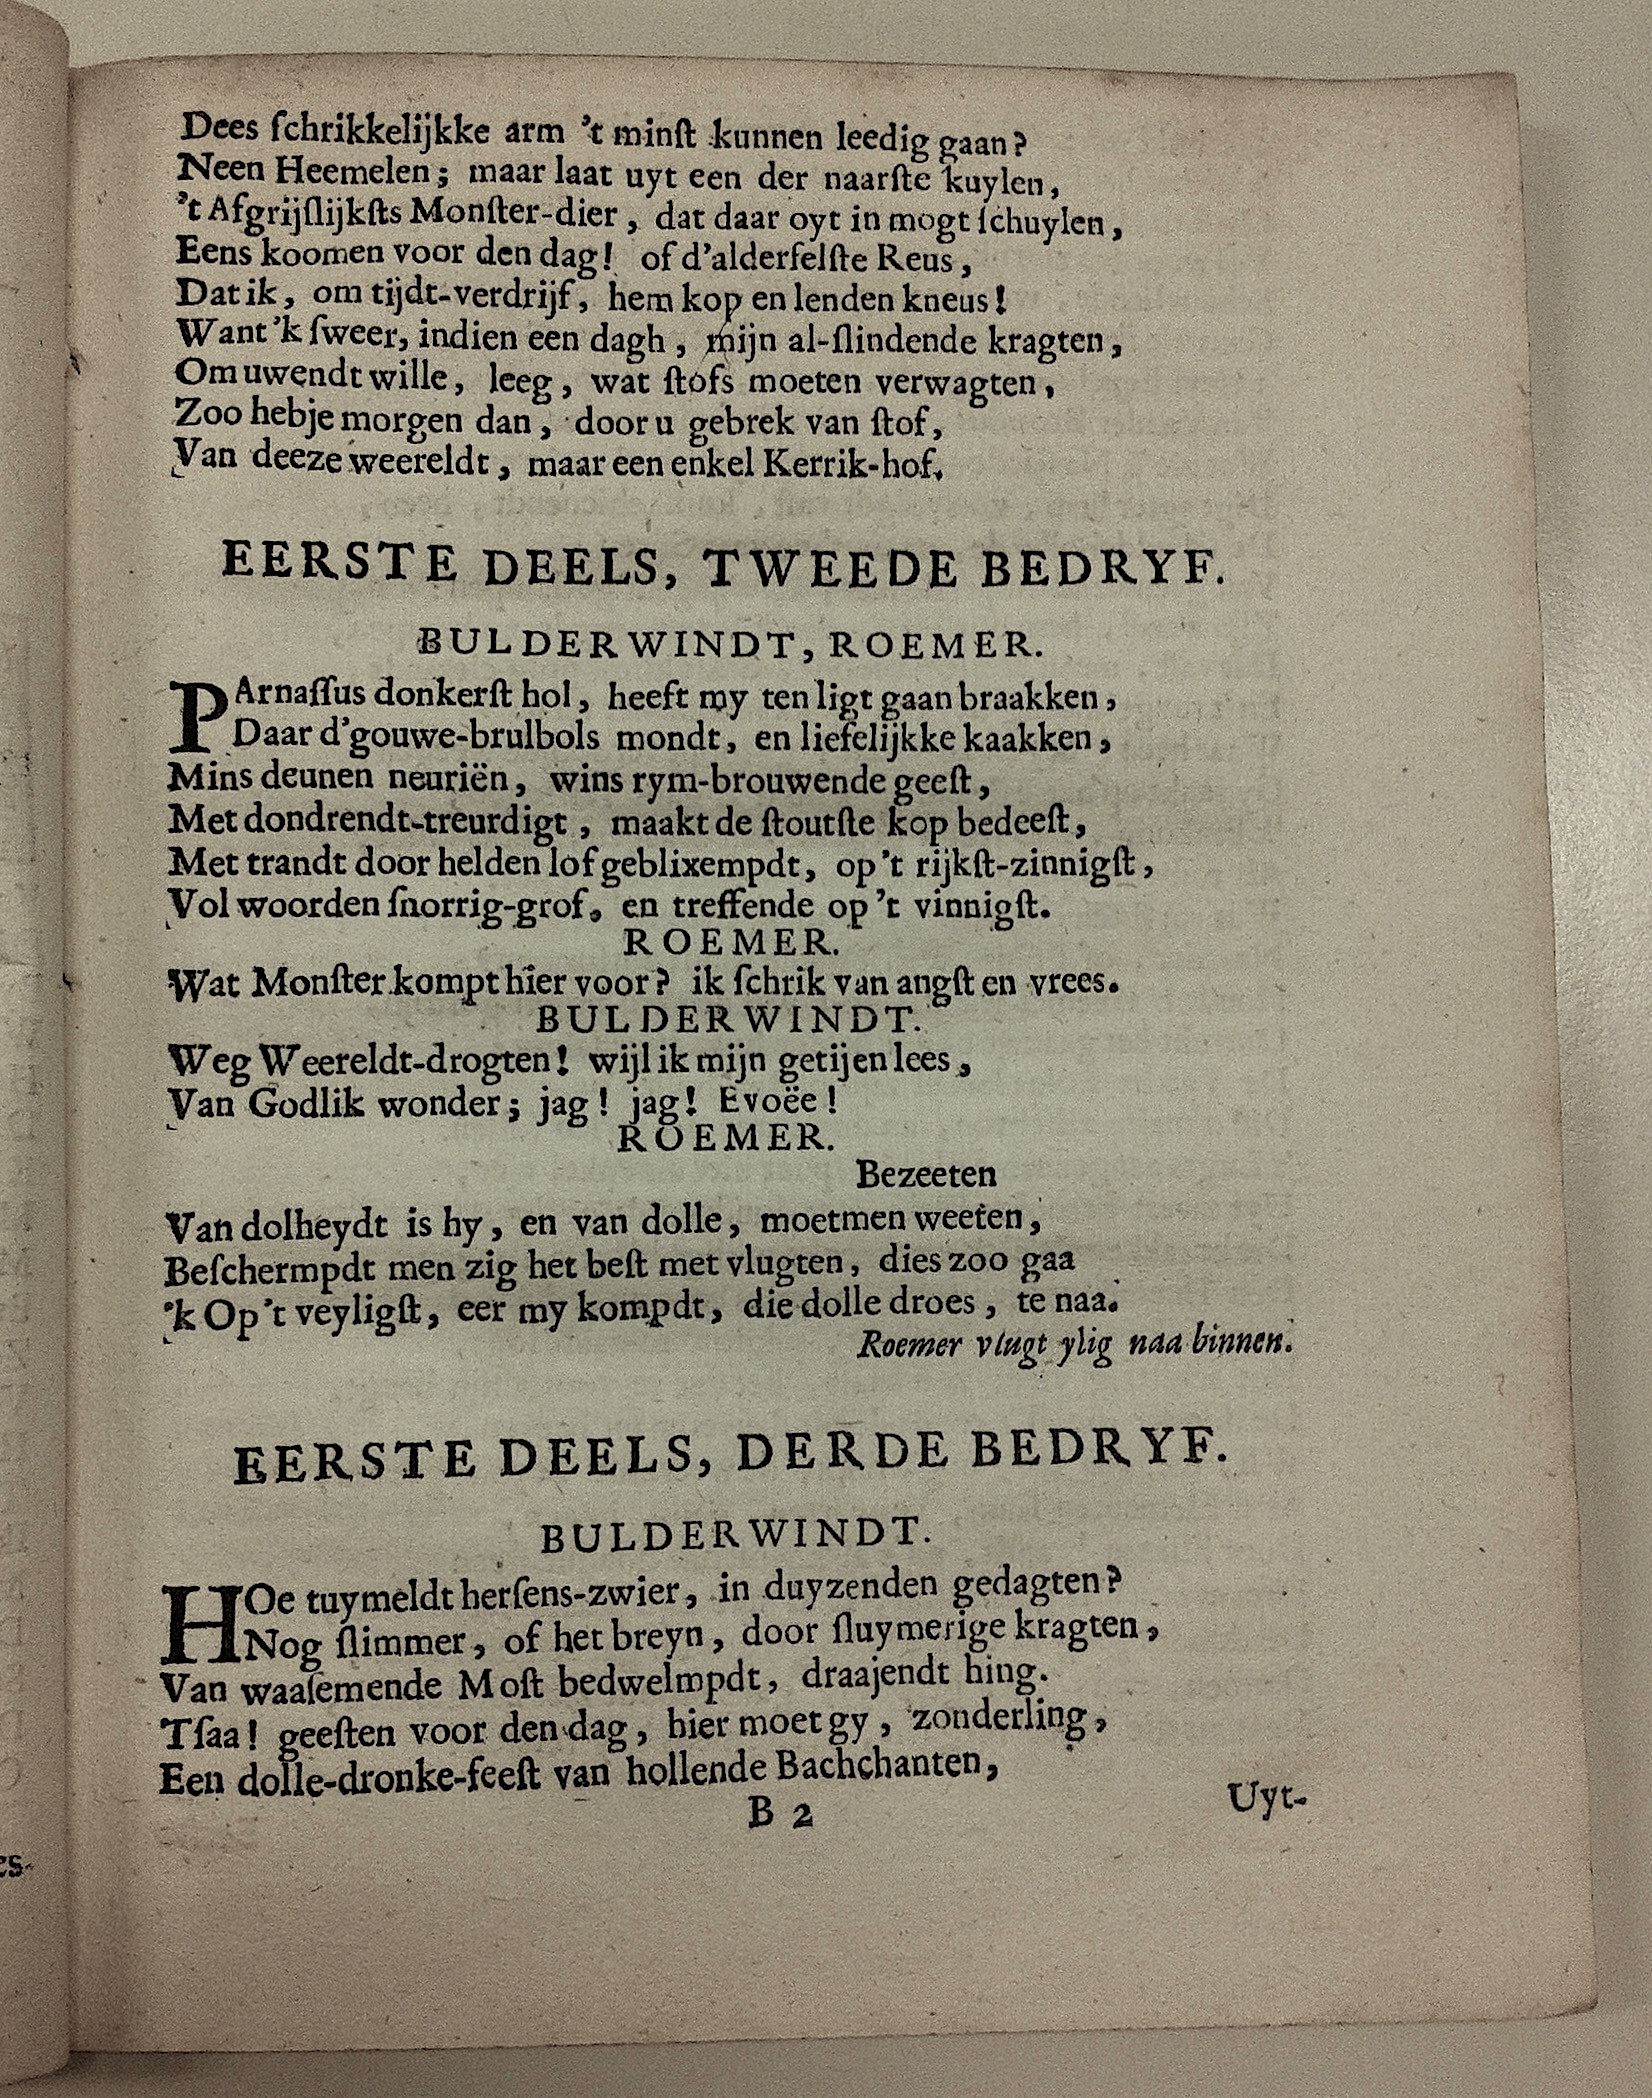 Dees ſchrikkelijkke arm 't minſt kunnen leedig gaan?
Neen Heemelen; maar laat uyt een der naarſte kuylen,
't Afgrijſlijkſts Monſter-dier, dat daar oyt in mogt ſchuylen,
Eens koomen voor den dag! of d'alderfelſte Reus,
Dat ik, om tijdt-verdrijf, hem kop en lenden kneus!
Want 'k ſweer, indien een dagh, mijn al-ſlindende kragten,
Om uwendt wille, leeg, wat ſtofs moeten verwagten,
Zoo hebje morgen dan, door u gebrek van ſtof,
Van deeze weereldt, maar een enkel Kerrik-hof.
EERSTE DEELS, TWEEDE BEDRYF.
BULDERWINDT, ROEMER.
PArnaſſus donkerſt hol, heeft my ten ligt gaan braakken,
Daar d'gouwe-brulbols mondt, en liefelijkke kaakken,
Mins deunen neuriën, wins rym-brouwende geeſt,
Met dondrendt-treurdigt, maakt de ſtoutſte kop bedeeſt,
Met trandt door helden lof geblixempdt, op 't rijkſt-zinnigſt,
Vol woorden ſnorrig-grof, en treffende op 't vinnigſt.
ROEMER.
Wat Monſter kompt hier voor? ik ſchrik van angſt en vrees.
BULDERWINDT.
Weg Weereldt-drogten! wijl ik mijn getijen lees,
Van Godlik wonder; jag! jag! Evoëe!
ROEMER.
Bezeeten
Van dolheydt is hy, en van dolle, moetmen weeten,
Beſchermpdt men zig het beſt met vlugten, dies zoo gaa
'k Op 't veyligſt, eer my kompdt, die dolle droes, te naa.
Roemer vlugt ylig naa binnen.
EERSTE DEELS, DERDE BEDRYF.
BULDERWINDT.
HOe tuymeldt herſens-zwier, in duyzenden gedagten?
Nog ſlimmer, of het breyn, door ſluymerige kragten,
Van waaſemende Moſt bedwelmpdt, draajendt hing.
Tſaa! geeſten voor den dag, hier moet gy, zonderling,
Een dolle-dronke-feeſt van hollende Bachchanten,
B 2
Uyt-
es-